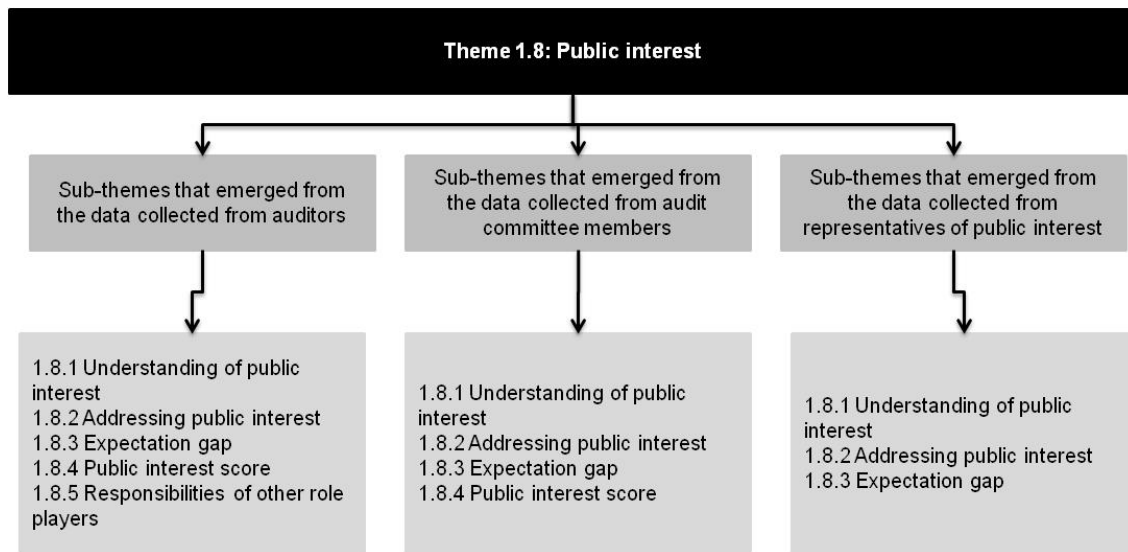 Theme 1.8: Public interest
Sub-themes that emerged from
the data collected from auditors
Sub-themes that emerged from
the data collected from audit
committee members
Sub-themes that emerged from
the data collected from
representatives of public interest
1.8.1 Understanding of public
interest
1.8.2 Addressing public interest
1.8.3 Expectation gap
1.8.4 Public interest score
1.8.5 Responsibilities of other role
players
1.8.1 Understanding of public
interest
1.8.2 Addressing public interest
1.8.3 Expectation gap
1.8.4 Public interest score
1.8.1 Understanding of public
interest
1.8.2 Addressing public interest
1.8.3 Expectation gap